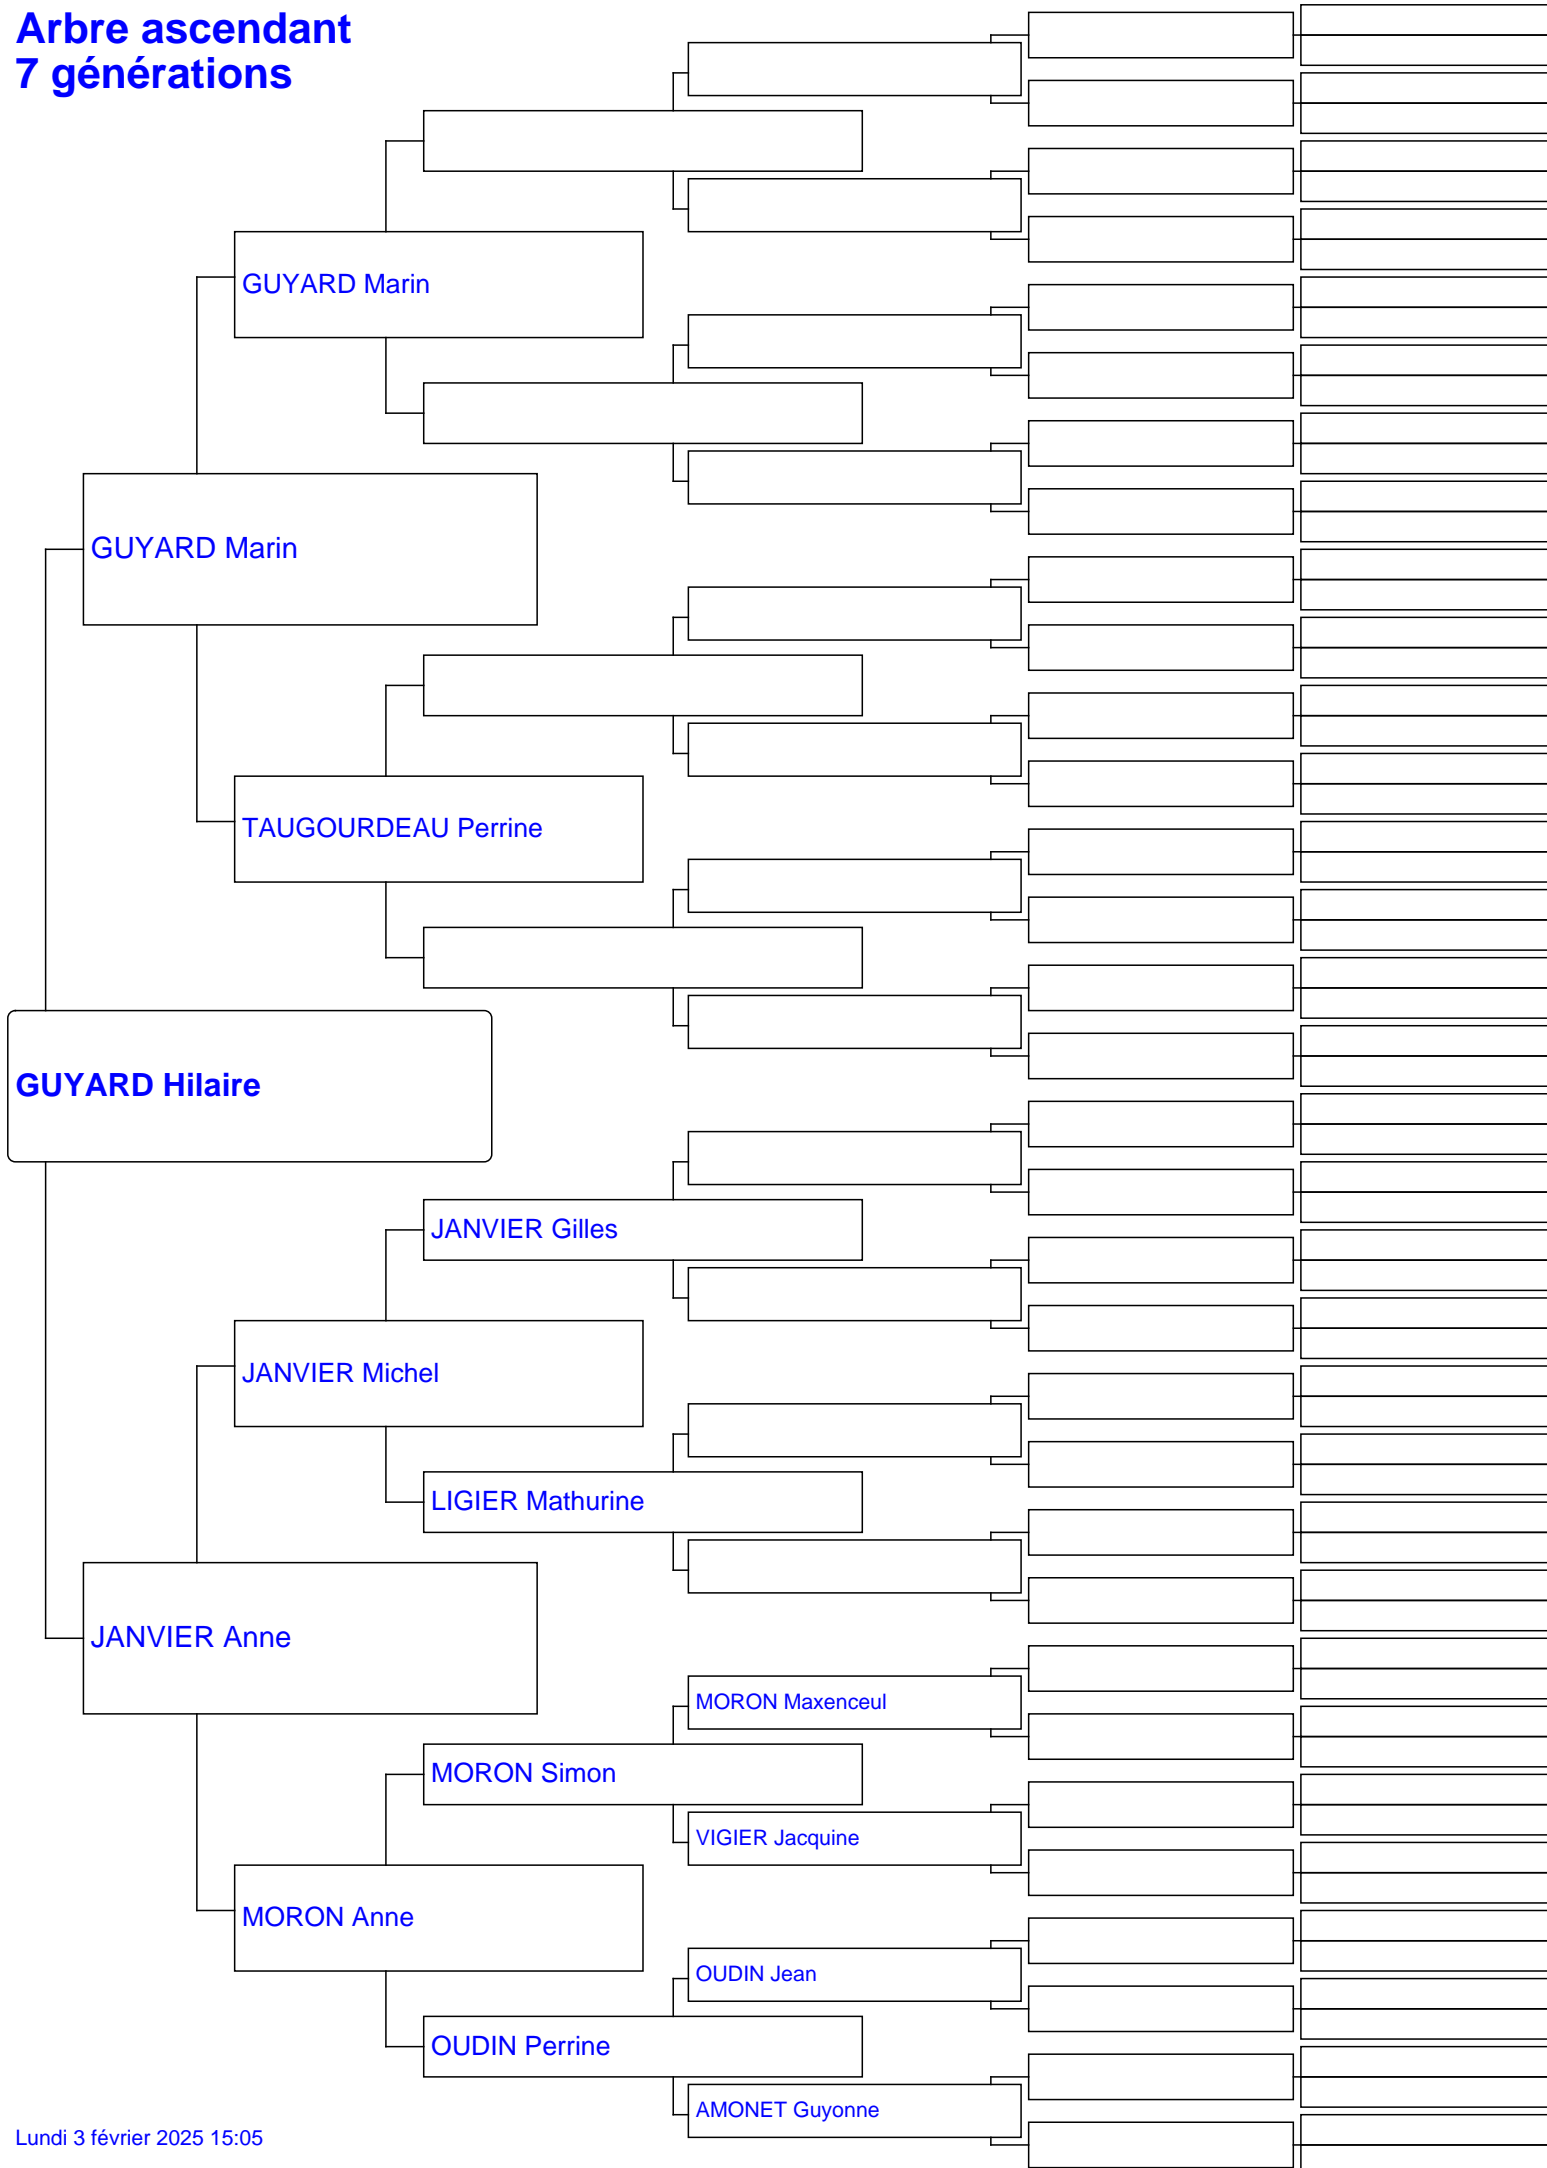 Arbre ascendant
7 générations
GUYARD Marin
GUYARD Marin
TAUGOURDEAU Perrine
GUYARD Hilaire
JANVIER Gilles
JANVIER Michel
LIGIER Mathurine
JANVIER Anne
MORON Maxenceul
MORON Simon
VIGIER Jacquine
MORON Anne
OUDIN Jean
OUDIN Perrine
AMONET Guyonne
Lundi 3 février 2025 15:05